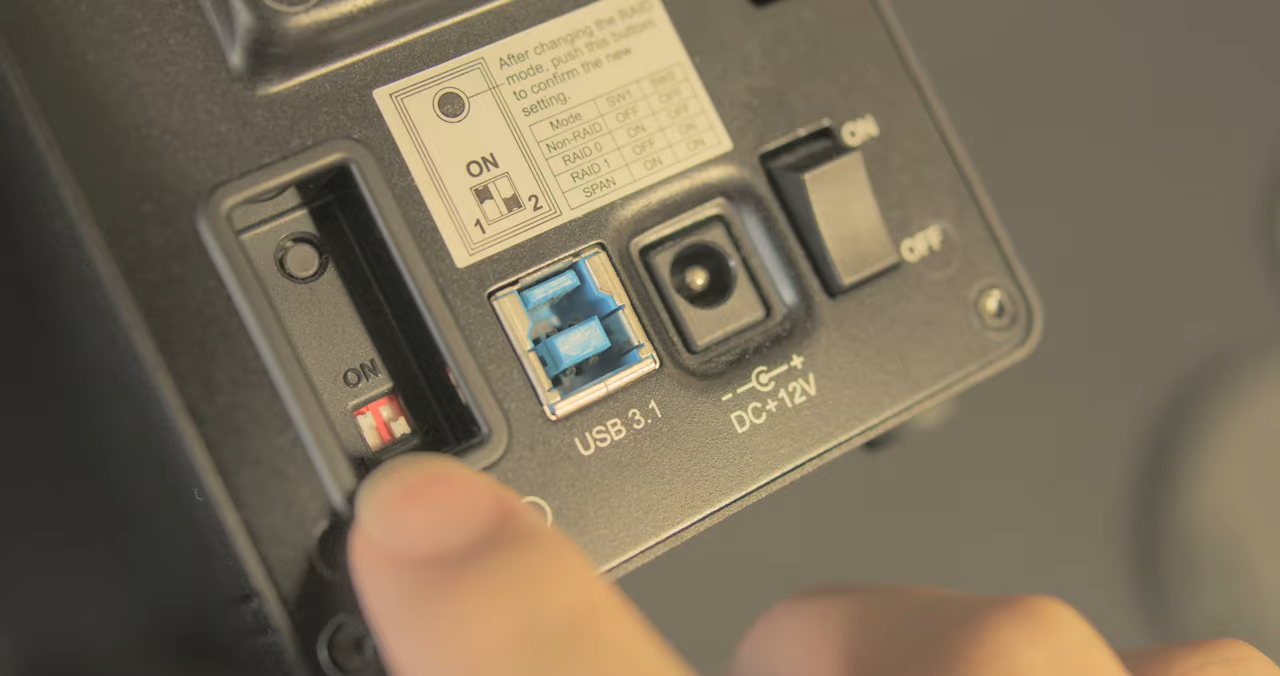 After changing the RAID
mode, push this button
to confirm the new
setting.
Mode SW1 SW2
Non-RAID OFF OFF
RAID 0 ON OFF
RAID 1 OFF ON
SPAN ON ON
ON
1 2
ON
OFF
ON
USB 3.1
- +
DC+12V